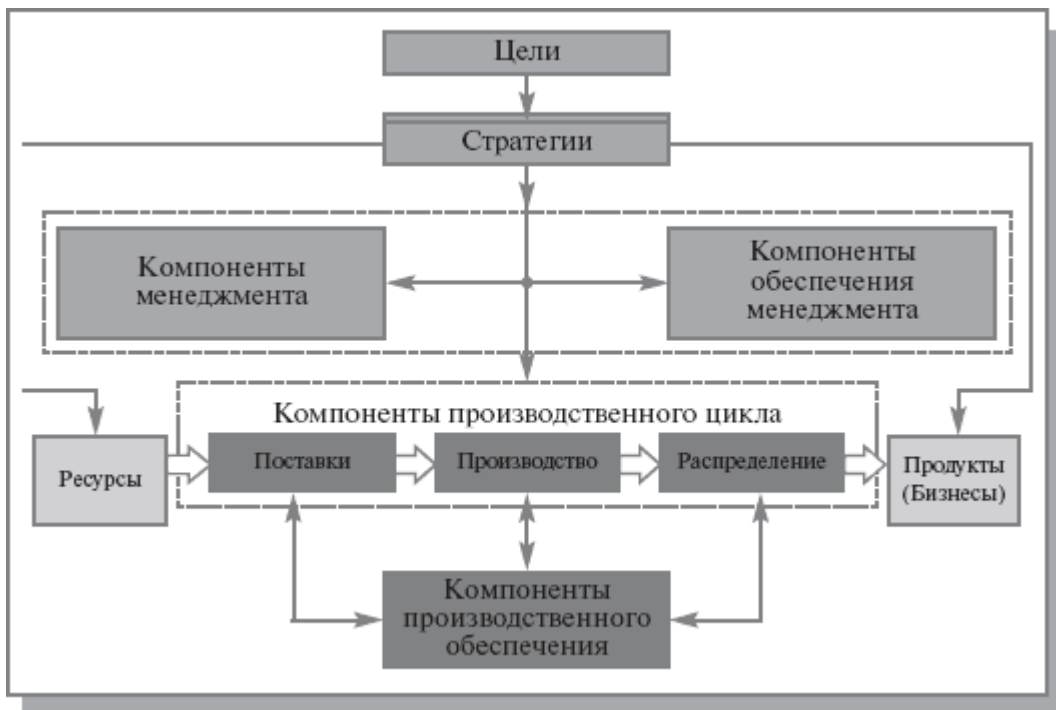 Цели
Стратегии
Компоненты
менеджмента
Компоненты
обеспечения
менеджмента
Компоненты производственного цикла
Ресурсы
Поставки
Производство
Распределение
Продукты
(Бизнесы)
Компоненты
производственного
обеспечения